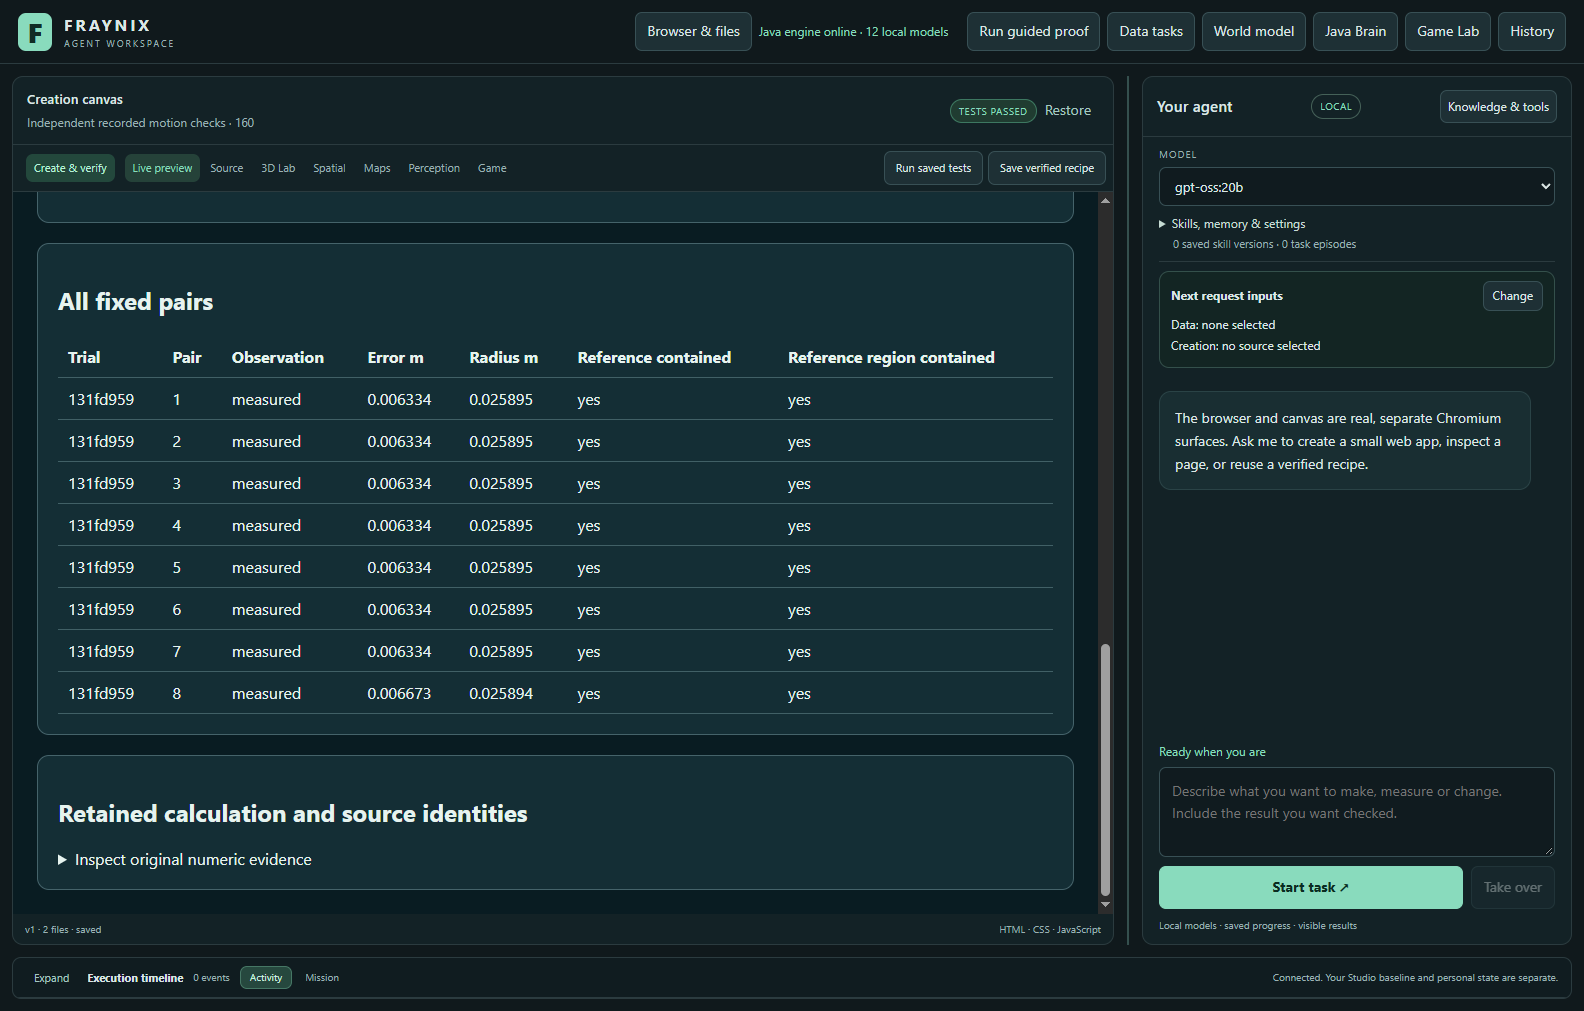 F
FRAYNIX
AGENT WORKSPACE
Browser & files
Java engine online · 12 local models
Run guided proof
Data tasks
World model
Java Brain
Game Lab
History
Creation canvas
Independent recorded motion checks · 160
TESTS PASSED
Restore
Create & verify
Live preview
Source
3D Lab
Spatial
Maps
Perception
Game
Run saved tests
Save verified recipe
All fixed pairs
Trial Pair Observation Error m Radius m Reference contained Reference region contained
131fd959 1 measured 0.006334 0.025895 yes yes
131fd959 2 measured 0.006334 0.025895 yes yes
131fd959 3 measured 0.006334 0.025895 yes yes
131fd959 4 measured 0.006334 0.025895 yes yes
131fd959 5 measured 0.006334 0.025895 yes yes
131fd959 6 measured 0.006334 0.025895 yes yes
131fd959 7 measured 0.006334 0.025895 yes yes
131fd959 8 measured 0.006673 0.025894 yes yes
Retained calculation and source identities
▶ Inspect original numeric evidence
v1 · 2 files · saved
HTML · CSS · JavaScript
Your agent
LOCAL
Knowledge & tools
MODEL
gpt-oss:20b
▶ Skills, memory & settings
0 saved skill versions · 0 task episodes
Next request inputs
Change
Data: none selected
Creation: no source selected
The browser and canvas are real, separate Chromium
surfaces. Ask me to create a small web app, inspect a
page, or reuse a verified recipe.
Ready when you are
Describe what you want to make, measure or change.
Include the result you want checked.
Start task ↗
Take over
Local models · saved progress · visible results
Expand
Execution timeline
0 events
Activity
Mission
Connected. Your Studio baseline and personal state are separate.